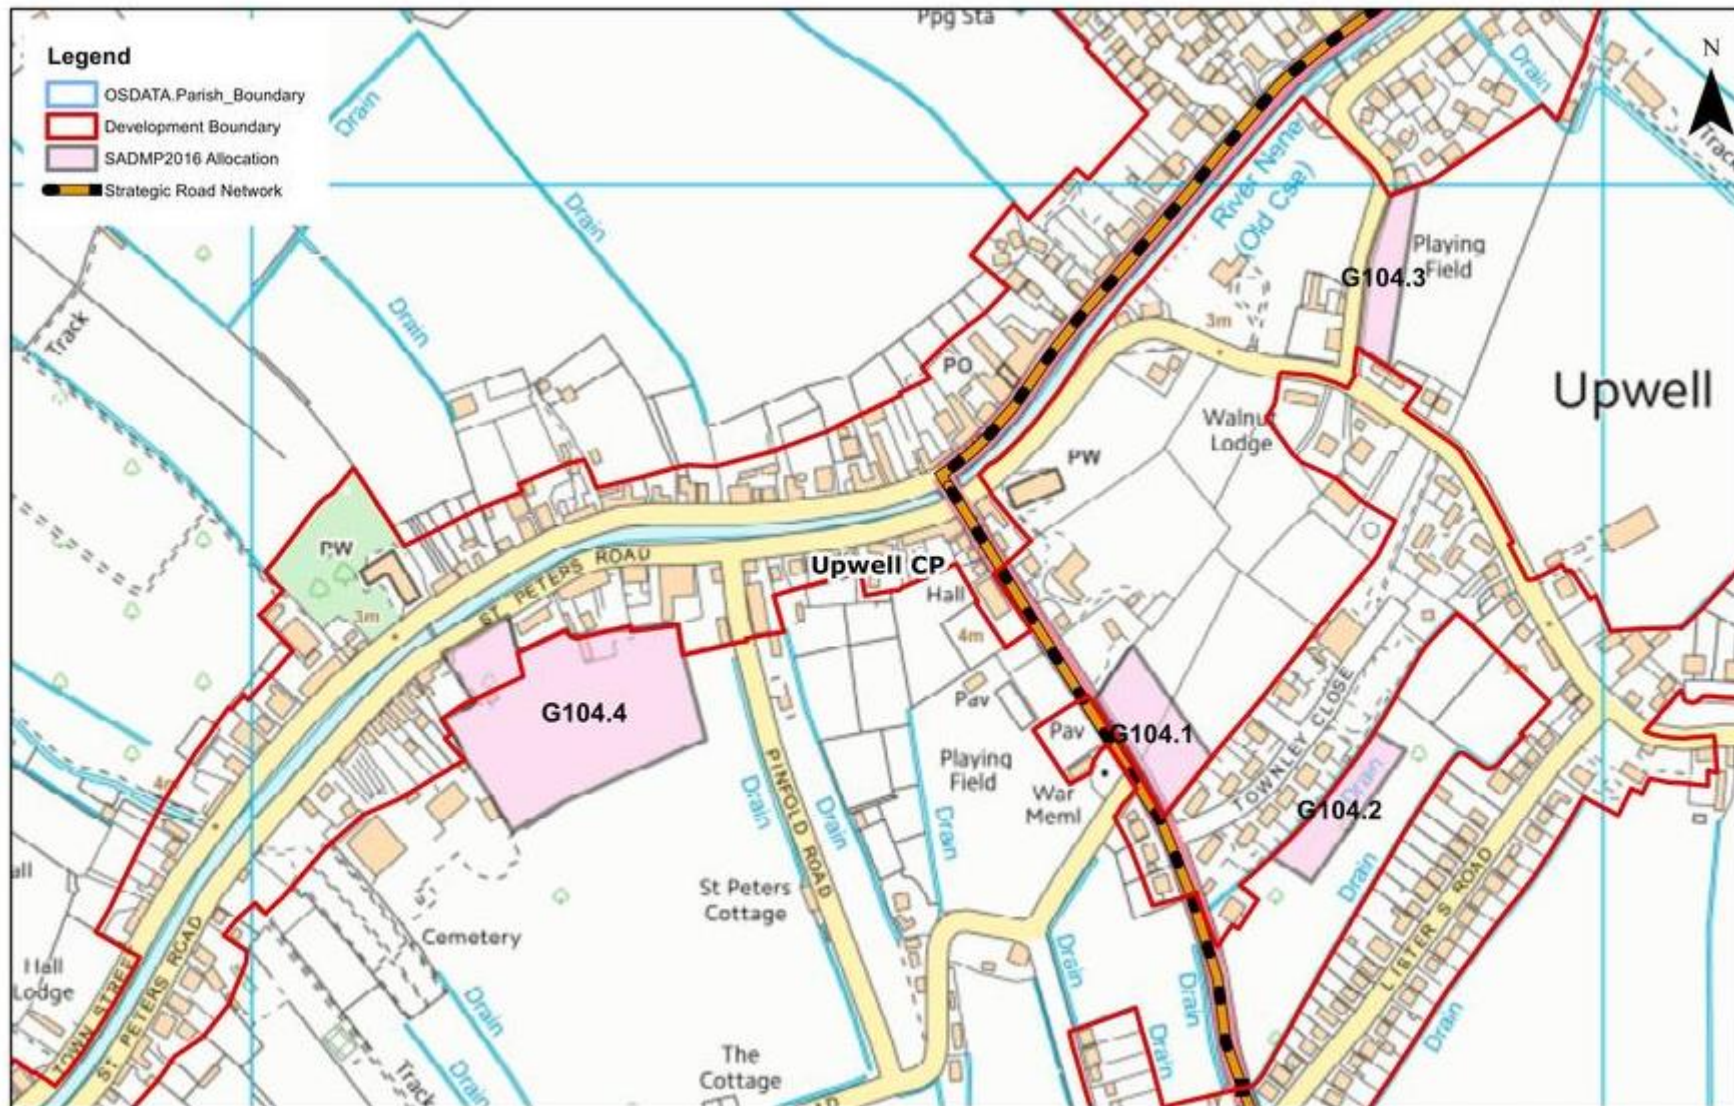 Legend
OSDATA.Parish_Boundary
Development Boundary
SADMP2016 Allocation
Strategic Road Network
Ppg Sta
N
Drain
Drain
Track
Drain
River Nene
(Old Cse)
Playing
Field
G104.3
Drain
3m
Track
PO
Upwell
Walnut
Lodge
PW
PW
ST. PETERS ROAD
Upwell CP
Hall
3m
4m
Pav
G104.4
Pav
G104.1
PINFOLD ROAD
Playing
Field
TOWNLEY CLOSE
Drain
War
Meml
G104.2
Drain
Drain
Drain
Drain
LISTER S ROAD
St Peters
Cottage
Cemetery
Hall
Lodge
TOWN STREET
ST. PETERS ROAD
Drain
Drain
Drain
Drain
Drain
Track
Drain
The
Cottage